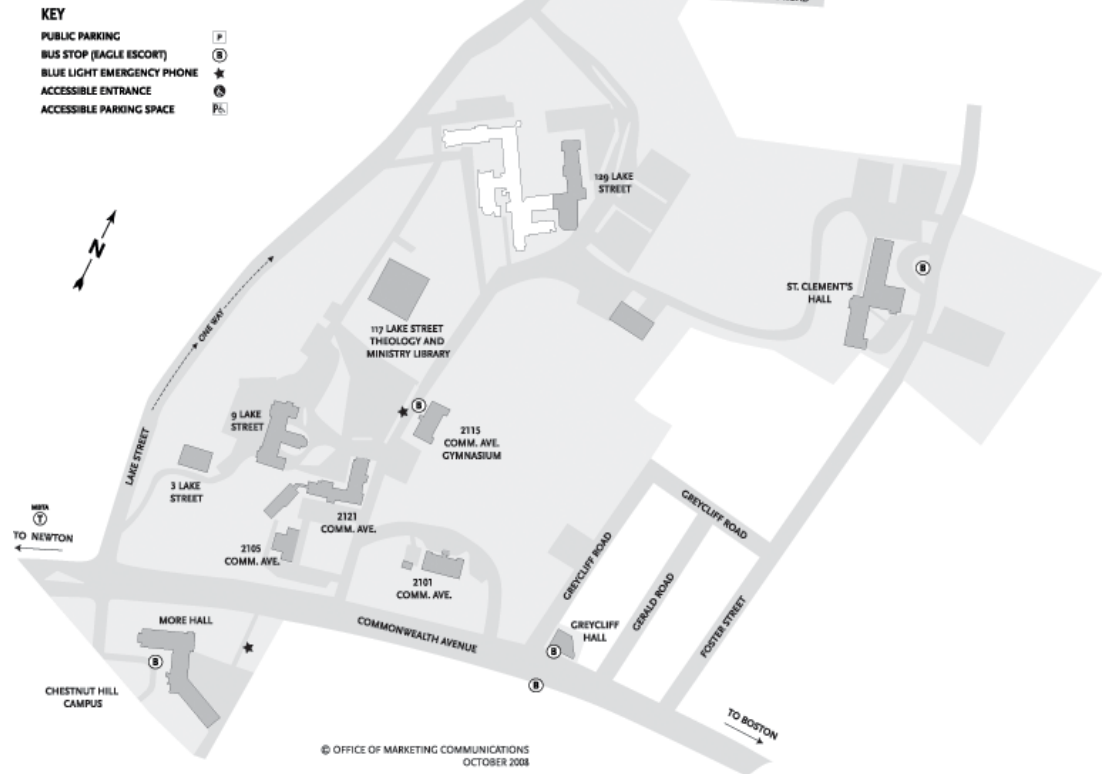 KEY
PUBLIC PARKING P
BUS STOP (EAGLE ESCORT) B
BLUE LIGHT EMERGENCY PHONE
ACCESSIBLE ENTRANCE
ACCESSIBLE PARKING SPACE P
N
129 LAKE
STREET
ST. CLEMENT'S
HALL
B
ONE WAY
117 LAKE STREET
THEOLOGY AND
MINISTRY LIBRARY
B
9 LAKE
STREET
2115
COMM. AVE.
GYMNASIUM
LAKE STREET
3 LAKE
STREET
2121
COMM. AVE.
MBTA
T
TO NEWTON
2105
COMM. AVE.
2101
COMM. AVE.
GREYCLIFF ROAD
GREYCLIFF ROAD
GERALD ROAD
FOSTER STREET
GREYCLIFF
HALL
B
COMMONWEALTH AVENUE
B
MORE HALL
B
CHESTNUT HILL
CAMPUS
TO BOSTON
© OFFICE OF MARKETING COMMUNICATIONS
OCTOBER 2008